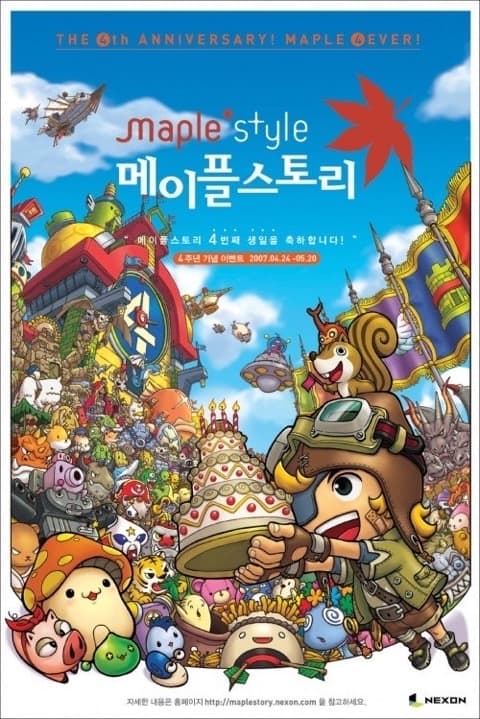 THE 4th ANNIVERSARY! MAPLE 4EVER!
maple style
메이플스토리
" 메이플스토리 4번째 생일을 축하합니다! "
4주년 기념 이벤트 2007.04.24 -05.20
NEXON
자세한 내용은 홈페이지 http://maplestory.nexon.com 을 참고하세요.